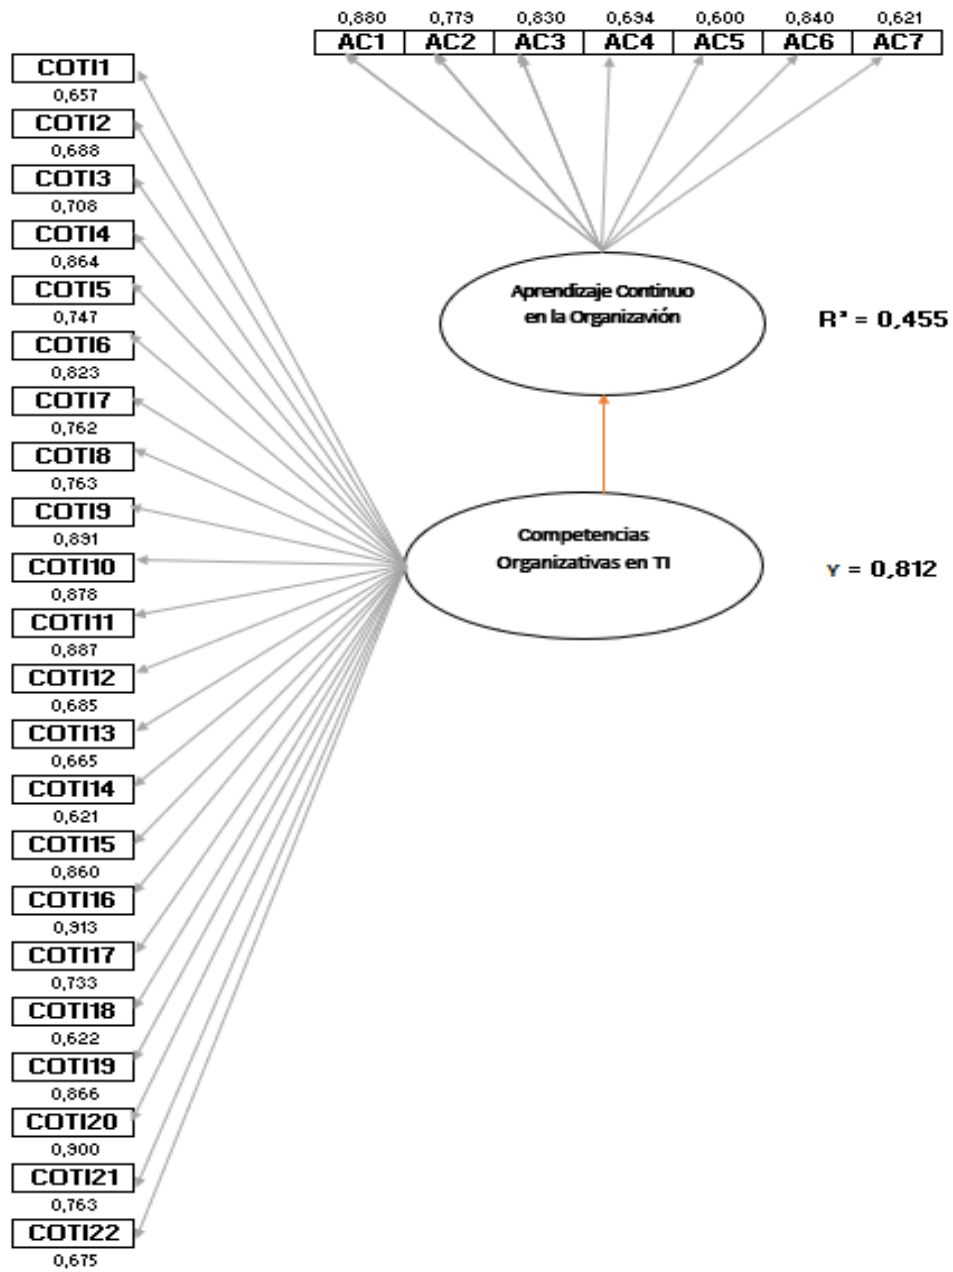 0,880 0,779 0,830 0,694 0,600 0,840 0,621
AC1 AC2 AC3 AC4 AC5 AC6 AC7
COTI1
0,657
COTI2
0,688
COTI3
0,708
COTI4
0,864
COTI5
0,747
COTI6
0,823
COTI7
0,762
COTI8
0,763
COTI9
0,891
COTI10
0,878
COTI11
0,887
COTI12
0,685
COTI13
0,665
COTI14
0,621
COTI15
0,860
COTI16
0,913
COTI17
0,733
COTI18
0,622
COTI19
0,866
COTI20
0,900
COTI21
0,763
COTI22
0,675
Aprendizaje Continuo
en la Organizavión
R² = 0,455
Competencias
Organizativas en TI
γ = 0,812